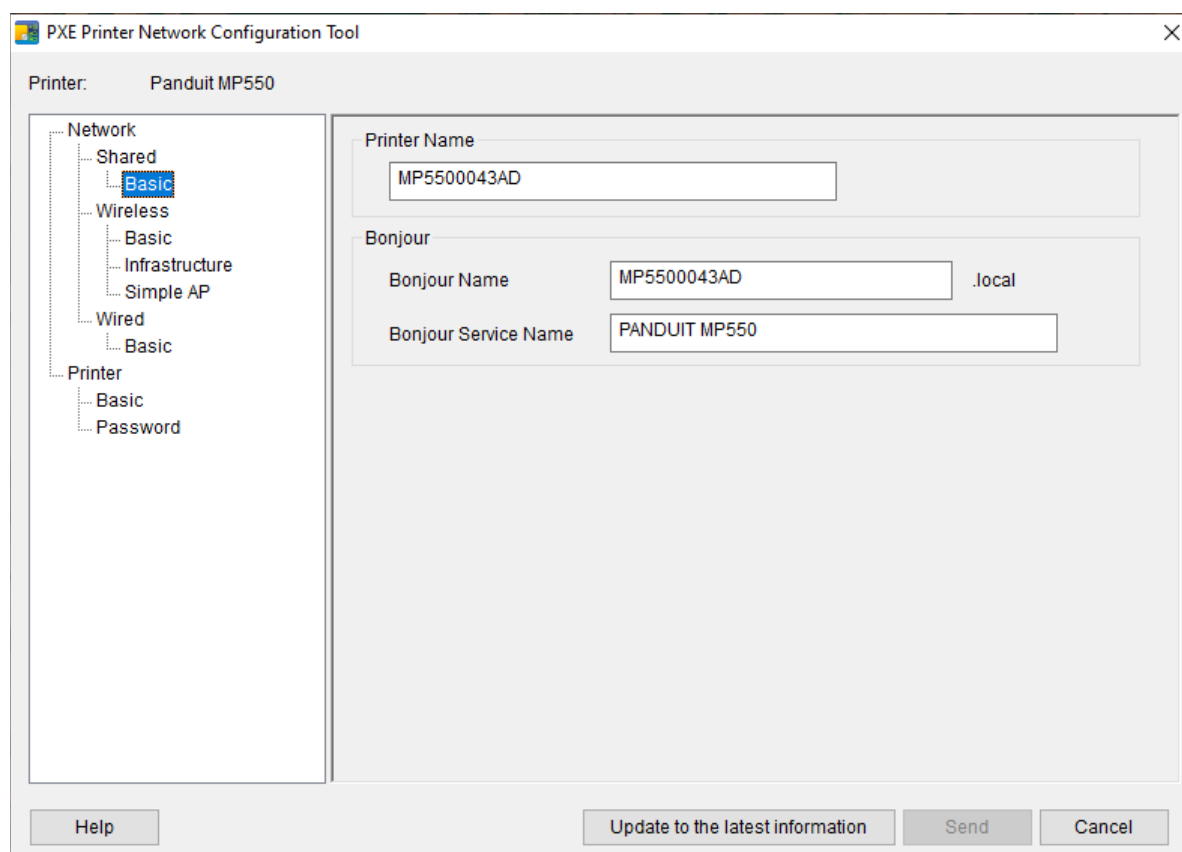 PXE Printer Network Configuration Tool
Printer: Panduit MP550
Network
Shared
Basic
Wireless
Basic
Infrastructure
Simple AP
Wired
Basic
Printer
Basic
Password
Printer Name
MP5500043AD
Bonjour
Bonjour Name MP5500043AD .local
Bonjour Service Name PANDUIT MP550
Help Update to the latest information Send Cancel